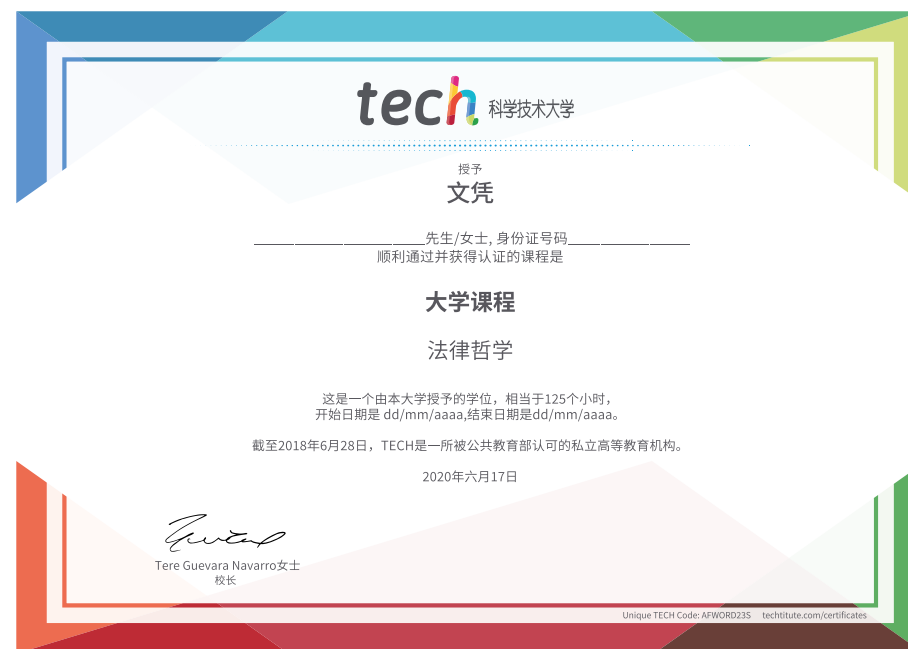 tech 科学技术大学
授予
文凭
____________________先生/女士, 身份证号码_______________
顺利通过并获得认证的课程是
大学课程
法律哲学
这是一个由本大学授予的学位，相当于125个小时，
开始日期是 dd/mm/aaaa,结束日期是dd/mm/aaaa。
截至2018年6月28日，TECH是一所被公共教育部认可的私立高等教育机构。
2020年六月17日
Tere Guevara Navarro女士
校长
Unique TECH Code: AFWORD23S techtitute.com/certificates